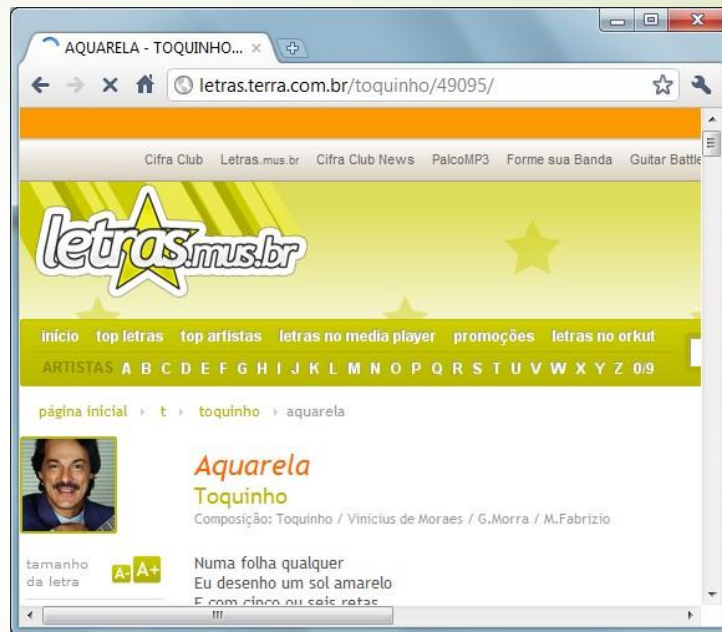 AQUARELA - TOQUINHO...
letras.terra.com.br/toquinho/49095/
Cifra Club Letras.mus.br Cifra Club News PalcoMP3 Forme sua Banda Guitar Battle
letras.mus.br
início top letras top artistas letras no media player promoções letras no orkut
ARTISTAS A B C D E F G H I J K L M N O P Q R S T U V W X Y Z 0/9
página inicial t toquinho aquarela
Aquarela
Toquinho
Composição: Toquinho / Vinicius de Moraes / G.Morra / M.Fabrizio
tamanho
da letra A- A+
Numa folha qualquer
Eu desenho um sol amarelo
E com cinco ou seis retas